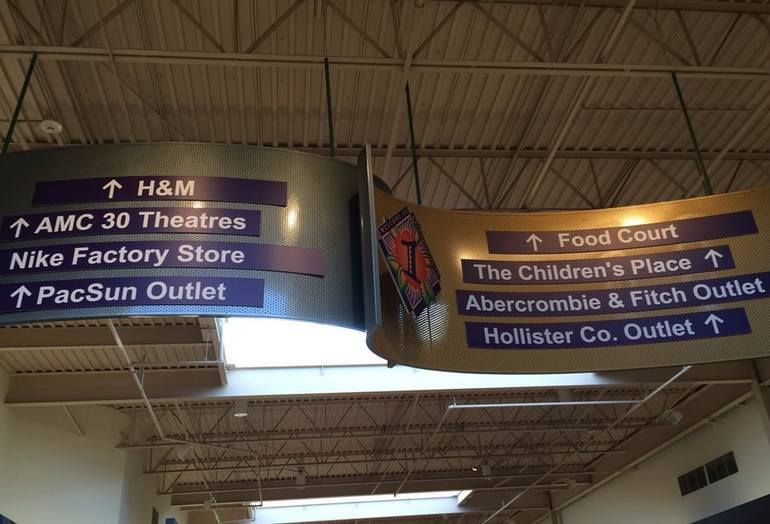 ↑ H&M
↑ AMC 30 Theatres
Nike Factory Store
↑ PacSun Outlet
1
↑ Food Court
The Children's Place ↑
Abercrombie & Fitch Outlet
Hollister Co. Outlet ↑